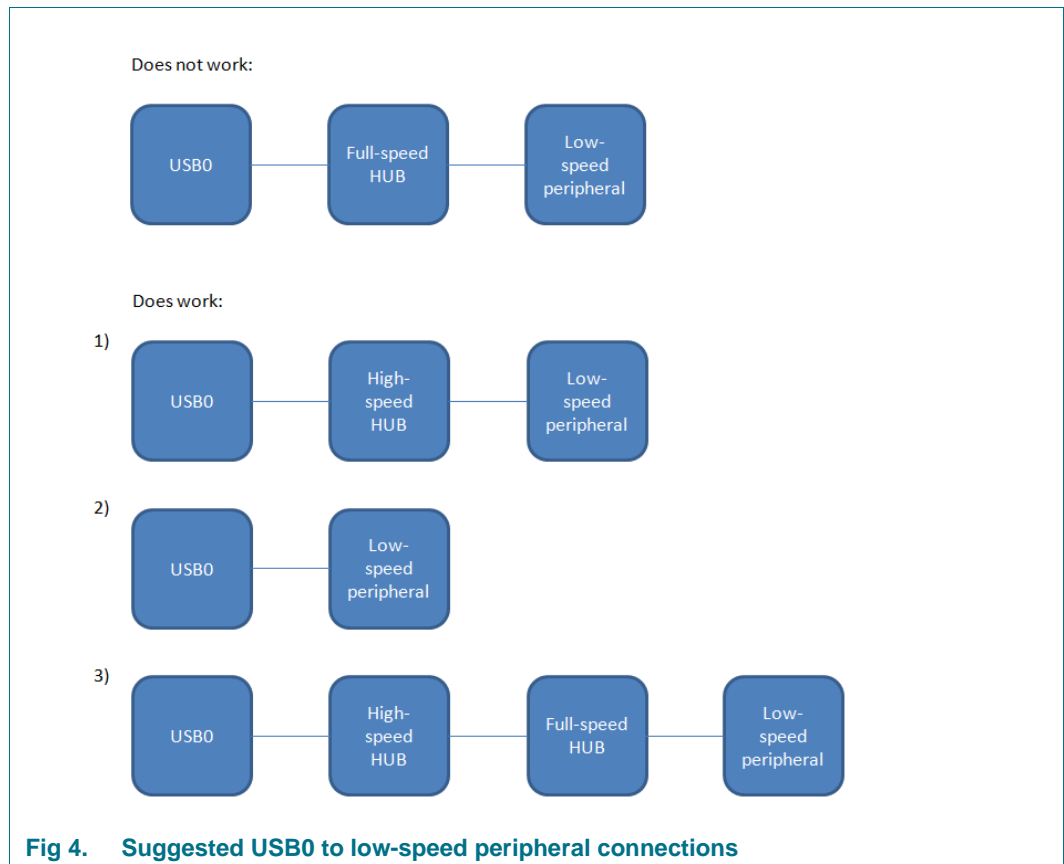 Does not work:
USB0
Full-speed
HUB
Low-
speed
peripheral
Does work:
1)
USB0
High-
speed
HUB
Low-
speed
peripheral
2)
USB0
Low-
speed
peripheral
3)
USB0
High-
speed
HUB
Full-speed
HUB
Low-
speed
peripheral
Fig 4. Suggested USB0 to low-speed peripheral connections